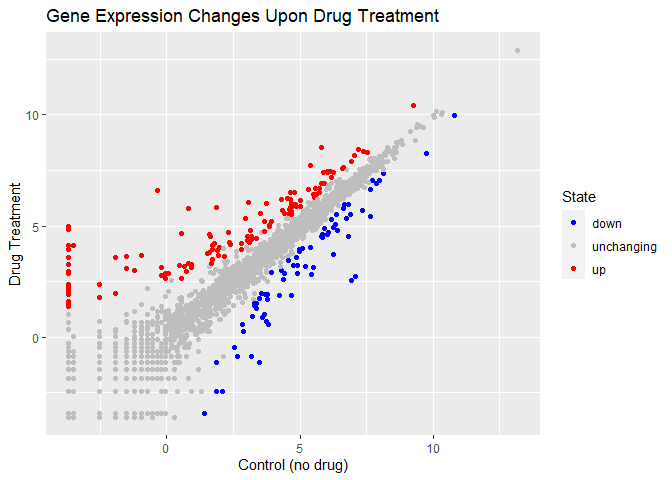 Gene Expression Changes Upon Drug Treatment
10
5
0
Drug Treatment
0
5
10
Control (no drug)
State
down
unchanging
up